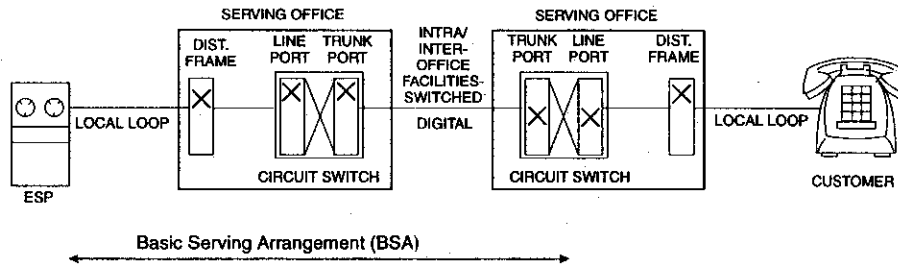 SERVING OFFICE
SERVING OFFICE
DIST.
FRAME
LINE
PORT
TRUNK
PORT
INTRA/
INTER-
OFFICE
FACILITIES-
SWITCHED
DIGITAL
TRUNK
PORT
LINE
PORT
DIST.
FRAME
LOCAL LOOP
LOCAL LOOP
CIRCUIT SWITCH
CIRCUIT SWITCH
ESP
CUSTOMER
Basic Serving Arrangement (BSA)